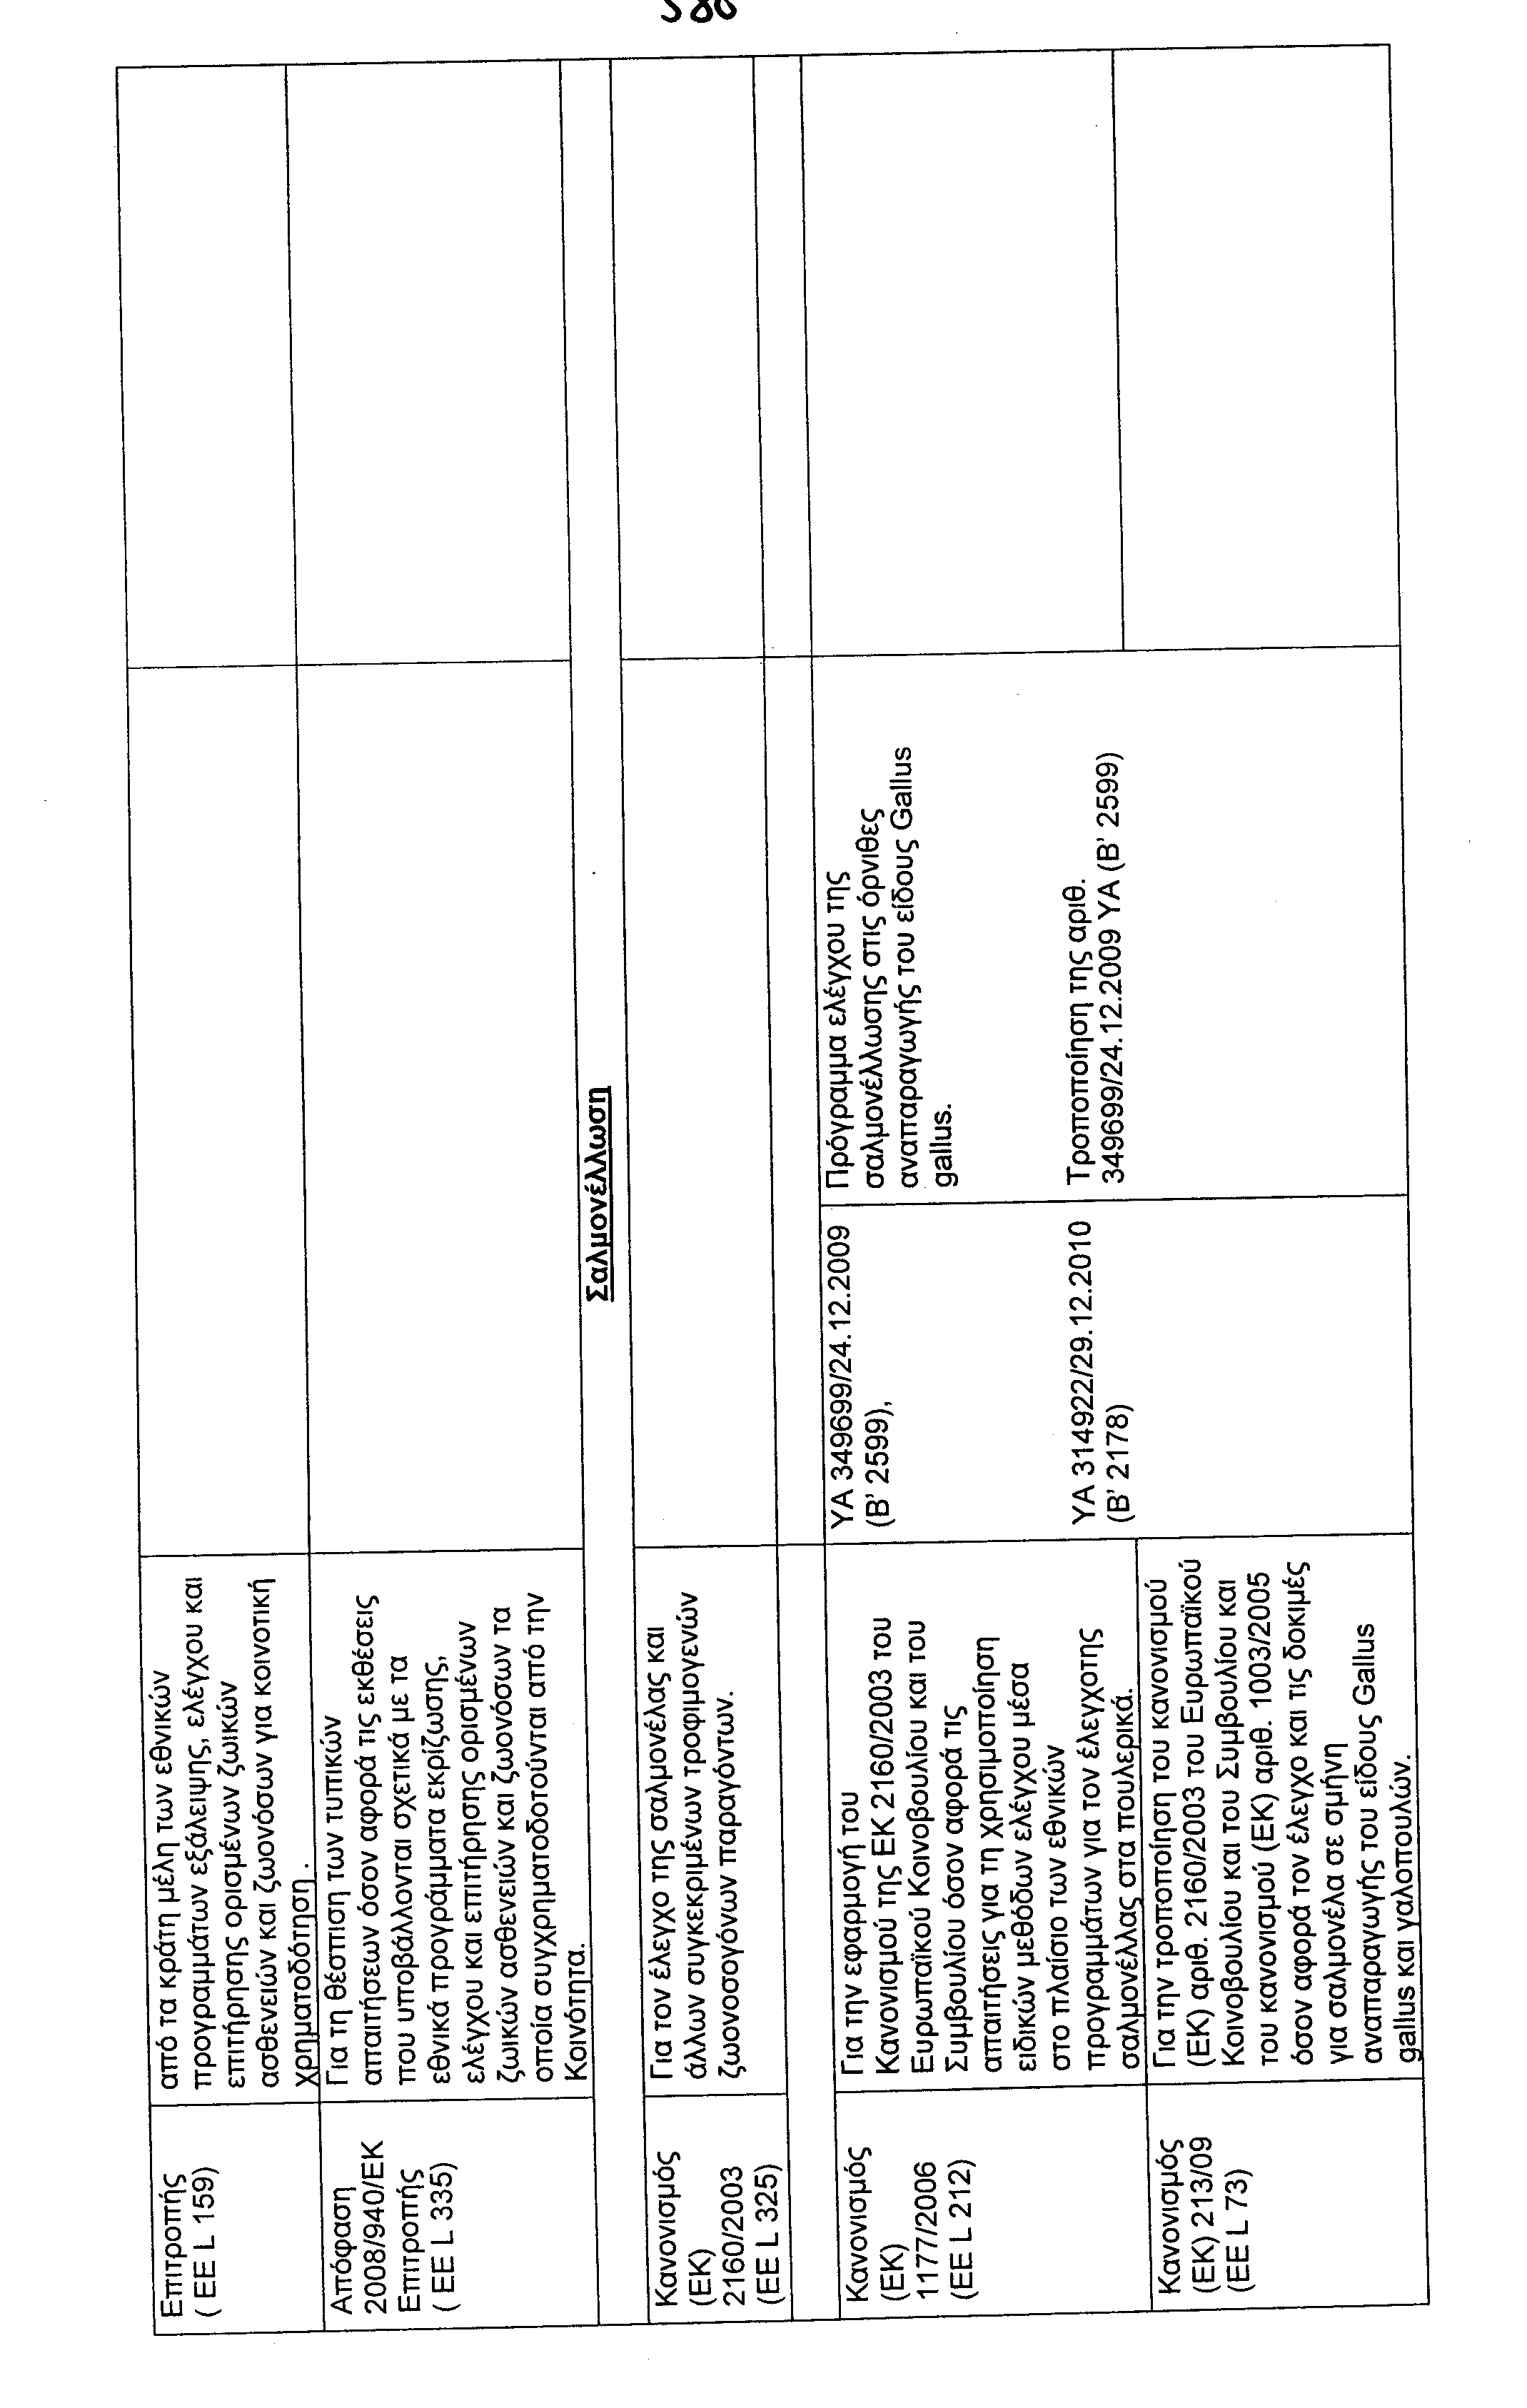 Επιτροπής
( ΕΕ L 159)
από τα κράτη μέλη των εθνικών
προγραμμάτων εξάλειψης, ελέγχου και
επιτήρησης ορισμένων ζωικών
ασθενειών και ζωονόσων για κοινοτική
χρηματοδότηση .
Απόφαση
2008/940/ΕΚ
Επιτροπής
( ΕΕ L 335)
Για τη θέσπιση των τυπικών
απαιτήσεων όσον αφορά τις εκθέσεις
που υποβάλλονται σχετικά με τα
εθνικά προγράμματα εκρίζωσης,
ελέγχου και επιτήρησης ορισμένων
ζωικών ασθενειών και ζωονόσων τα
οποία συγχρηματοδοτούνται από την
Κοινότητα.
Σαλμονέλλωση
Κανονισμός
(ΕΚ)
2160/2003
(ΕΕ L 325)
Για τον έλεγχο της σαλμονέλας και
άλλων συγκεκριμένων τροφιμογενών
ζωονοσογόνων παραγόντων.
Κανονισμός
(ΕΚ)
1177/2006
(ΕΕ L 212)
Για την εφαρμογή του
Κανονισμού της ΕΚ 2160/2003 του
Ευρωπαϊκού Κοινοβουλίου και του
Συμβουλίου όσον αφορά τις
απαιτήσεις για τη χρησιμοποίηση
ειδικών μεθόδων ελέγχου μέσα
στο πλαίσιο των εθνικών
προγραμμάτων για τον έλεγχοτης
σαλμονέλλας στα πουλερικά.
ΥΑ 349699/24.12.2009
(Β’ 2599),
Πρόγραμμα ελέγχου της
σαλμονέλλωσης στις όρνιθες
αναπαραγωγής του είδους Gallus
gallus.
ΥΑ 314922/29.12.2010
(Β’ 2178)
Τροποποίηση της αριθ.
349699/24.12.2009 ΥΑ (Β’ 2599)
Κανονισμός
(ΕΚ) 213/09
(ΕΕ L 73)
Για την τροποποίηση του κανονισμού
(ΕΚ) αριθ. 2160/2003 του Ευρωπαϊκού
Κοινοβουλίου και του Συμβουλίου και
του κανονισμού (ΕΚ) αριθ. 1003/2005
όσον αφορά τον έλεγχο και τις δοκιμές
για σαλμονέλα σε σμήνη
αναπαραγωγής του είδους Gallus
gallus και γαλοπουλών.